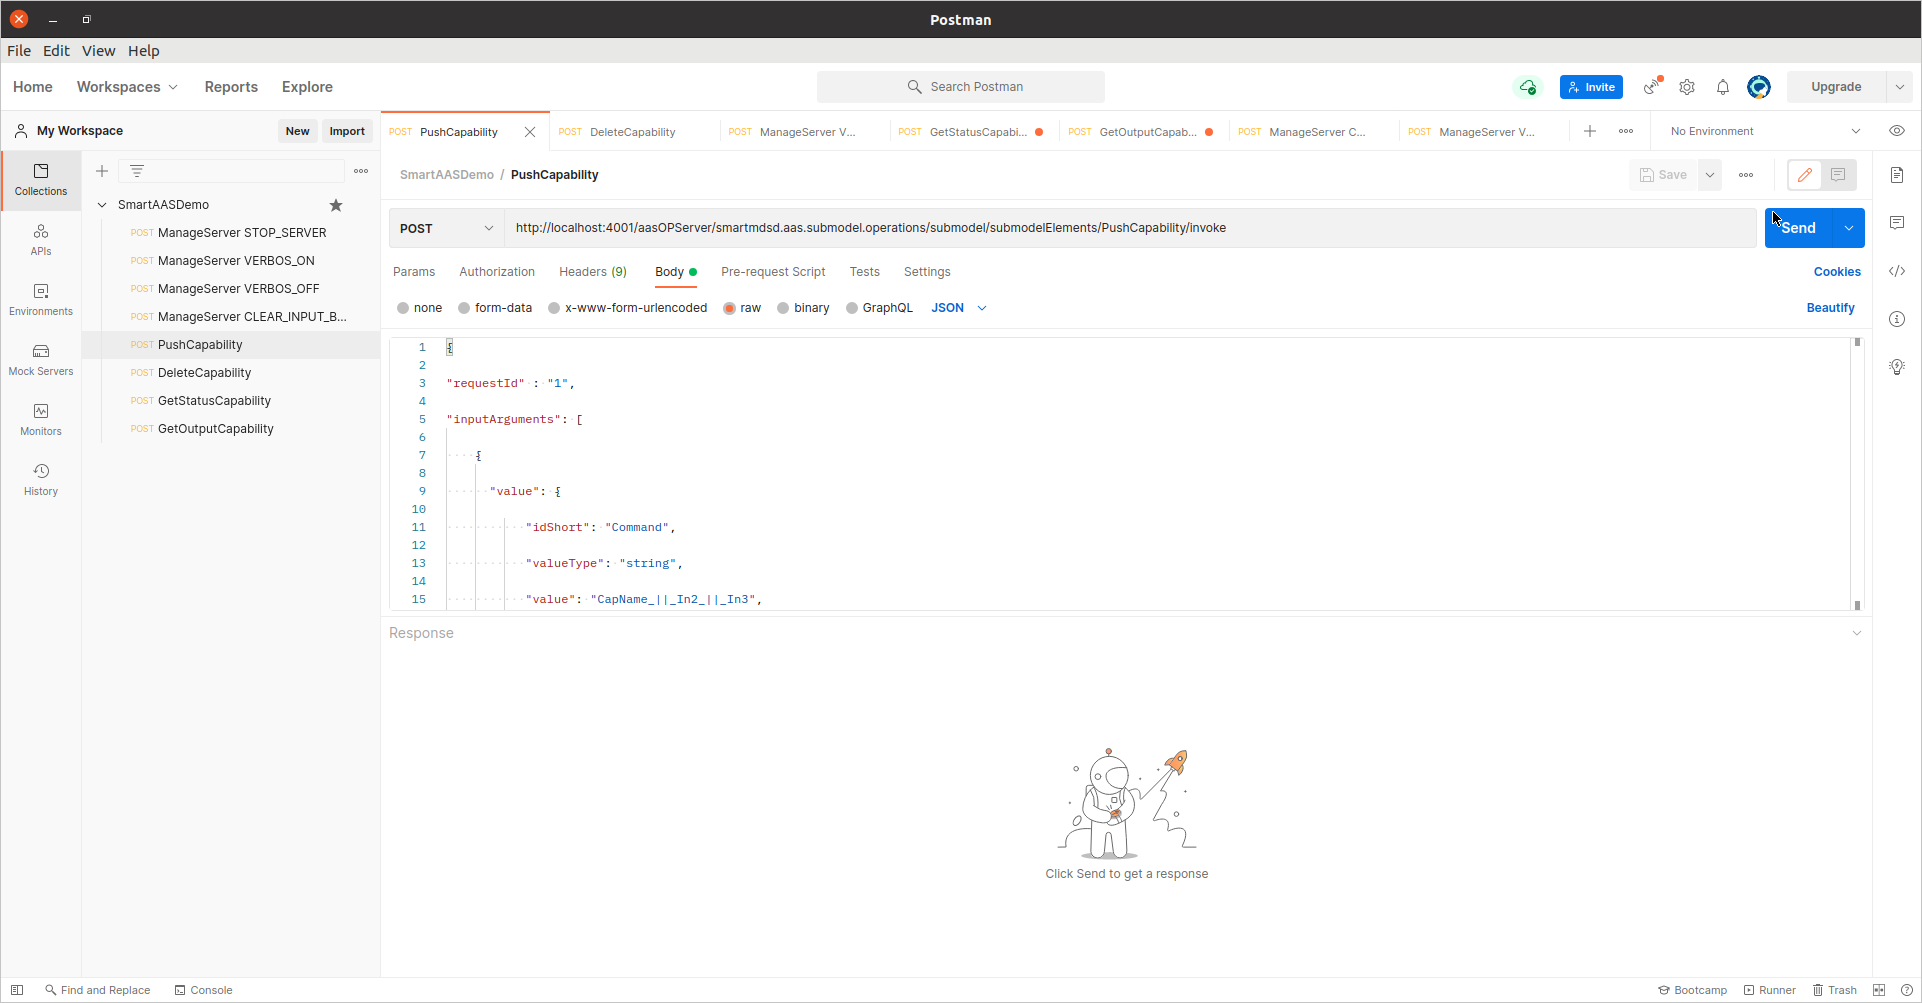 Postman
File Edit View Help
Home Workspaces Reports Explore Search Postman Invite Upgrade
My Workspace New Import
POST PushCapability POST DeleteCapability POST ManageServer V... POST GetStatusCapabi... POST GetOutputCapab... POST ManageServer C... POST ManageServer V... No Environment
Collections
APIs
Environments
Mock Servers
Monitors
History
SmartAASDemo
POST ManageServer STOP_SERVER
POST ManageServer VERBOS_ON
POST ManageServer VERBOS_OFF
POST ManageServer CLEAR_INPUT_B...
POST PushCapability
POST DeleteCapability
POST GetStatusCapability
POST GetOutputCapability
SmartAASDemo / PushCapability Save
POST http://localhost:4001/aasOPServer/smartmdsd.aas.submodel.operations/submodel/submodelElements/PushCapability/invoke Send
Params Authorization Headers (9) Body Pre-request Script Tests Settings Cookies
none form-data x-www-form-urlencoded raw binary GraphQL JSON Beautify
1 {
2
3 "requestId" : "1",
4
5 "inputArguments": [
6
7 {
8
9 "value": {
10
11 "idShort": "Command",
12
13 "valueType": "string",
14
15 "value": "CapName_||_In2_||_In3",
Response
Click Send to get a response
Find and Replace Console Bootcamp Runner Trash